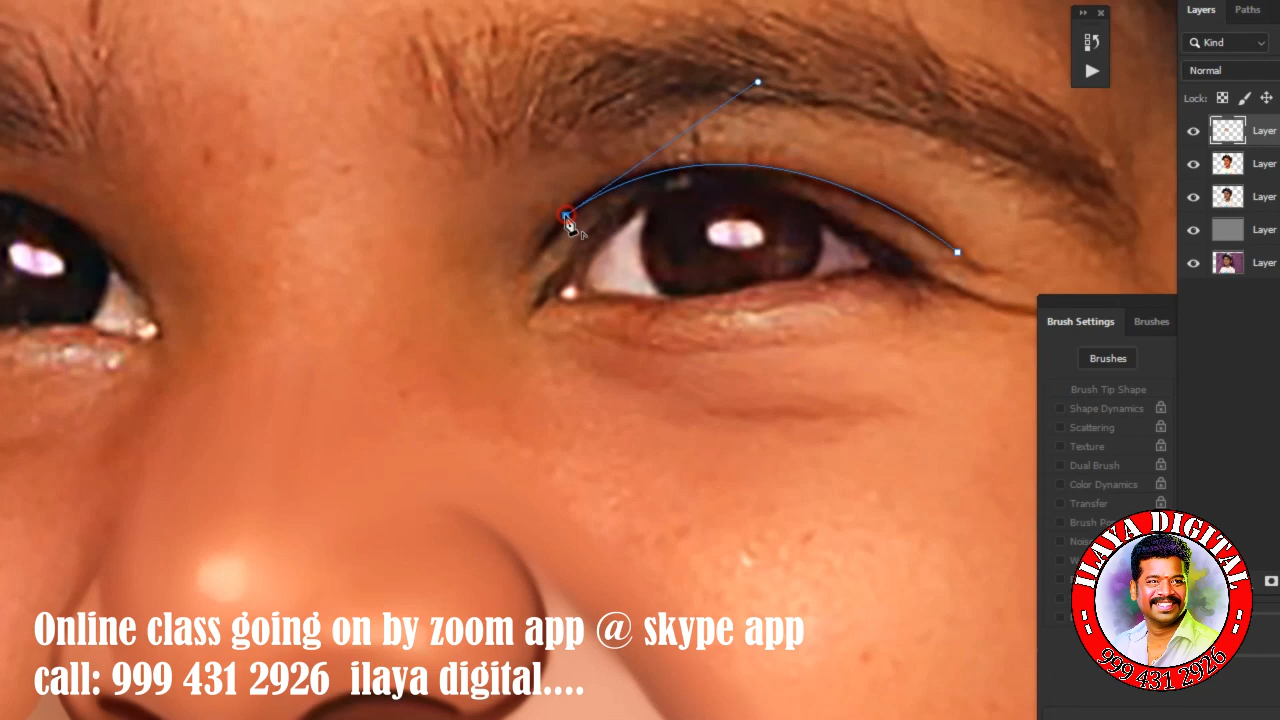 Layers Paths
Kind
Normal
Lock:
Layer
Layer
Layer
Layer
Layer
Brush Settings Brushes
Brushes
Brush Tip Shape
Shape Dynamics
Scattering
Texture
Dual Brush
Color Dynamics
Transfer
Brush
ILAYA DIGITAL
999 431 2926
Online class going on by zoom app @ skype app
call: 999 431 2926 ilaya digital....